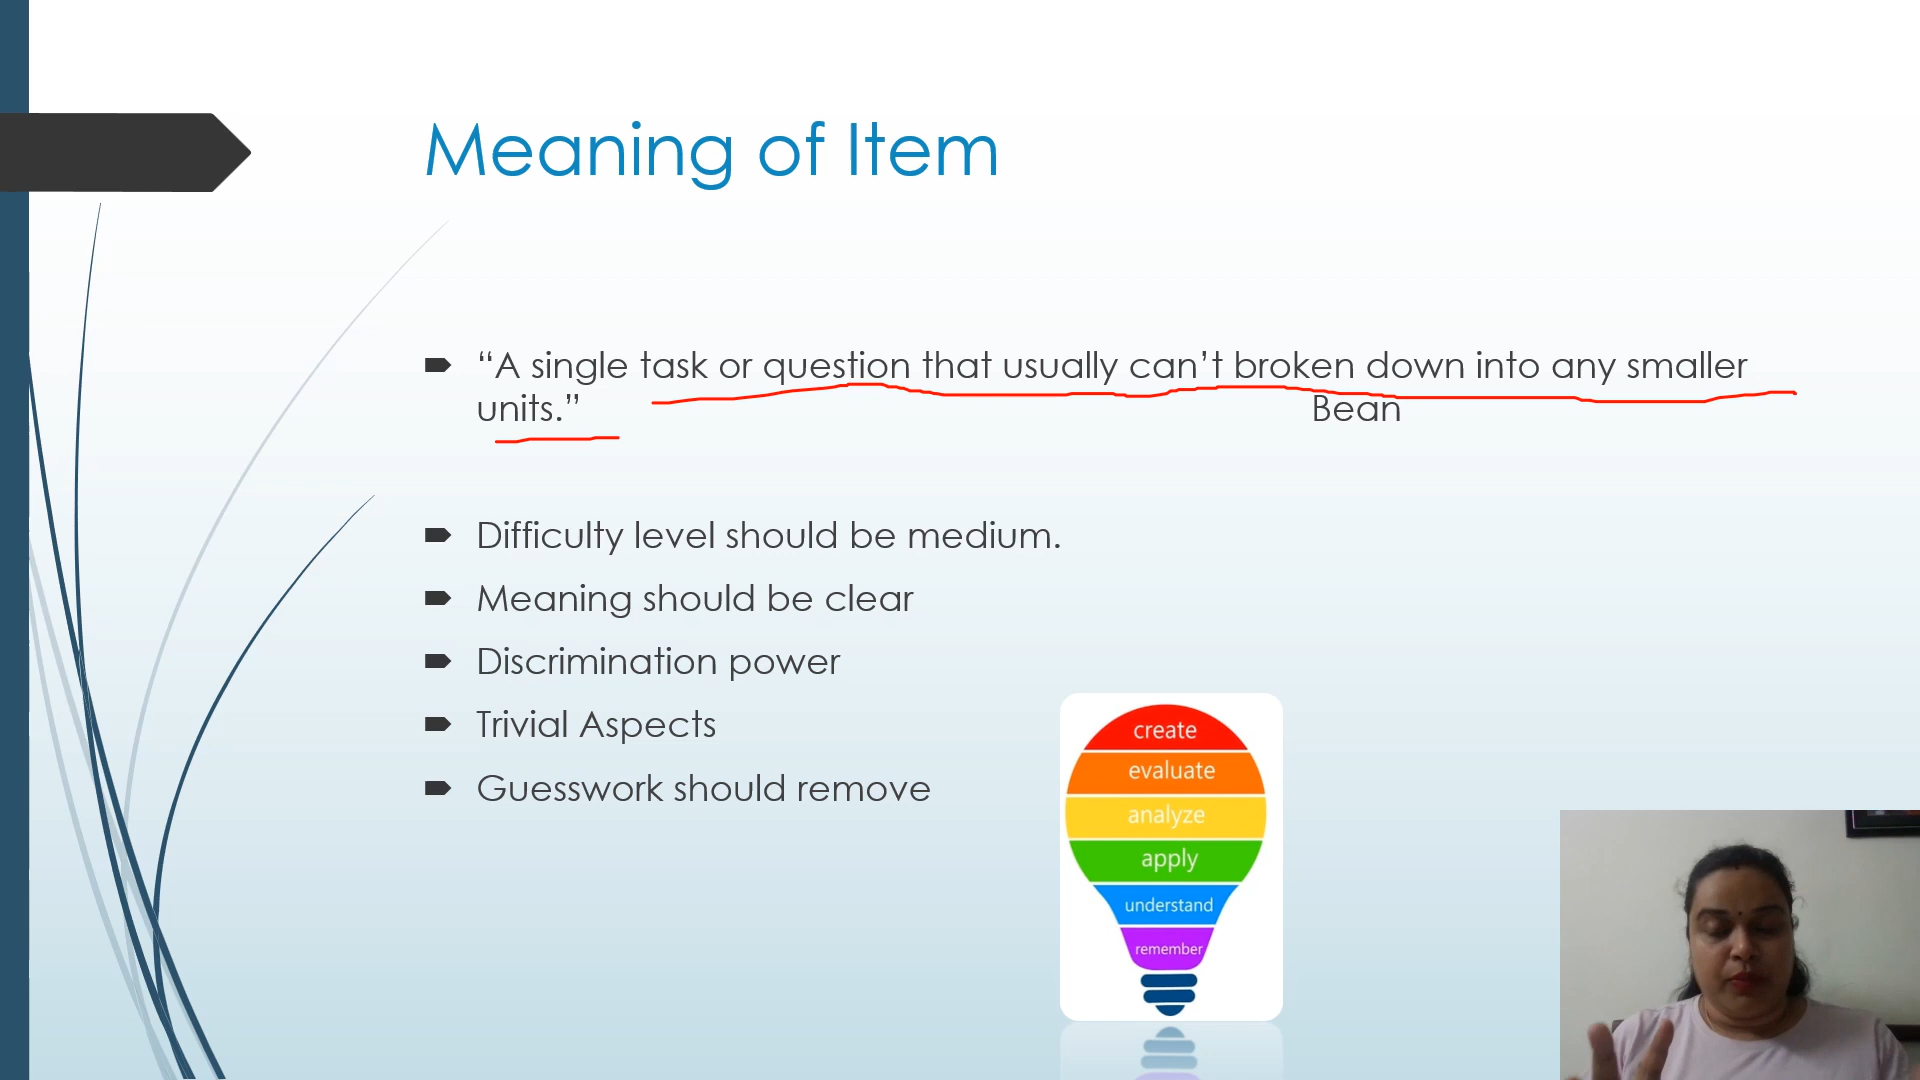 Meaning of Item
“A single task or question that usually can’t broken down into any smaller
units.” Bean
Difficulty level should be medium.
Meaning should be clear
Discrimination power
Trivial Aspects
Guesswork should remove
create
evaluate
analyze
apply
understand
remember